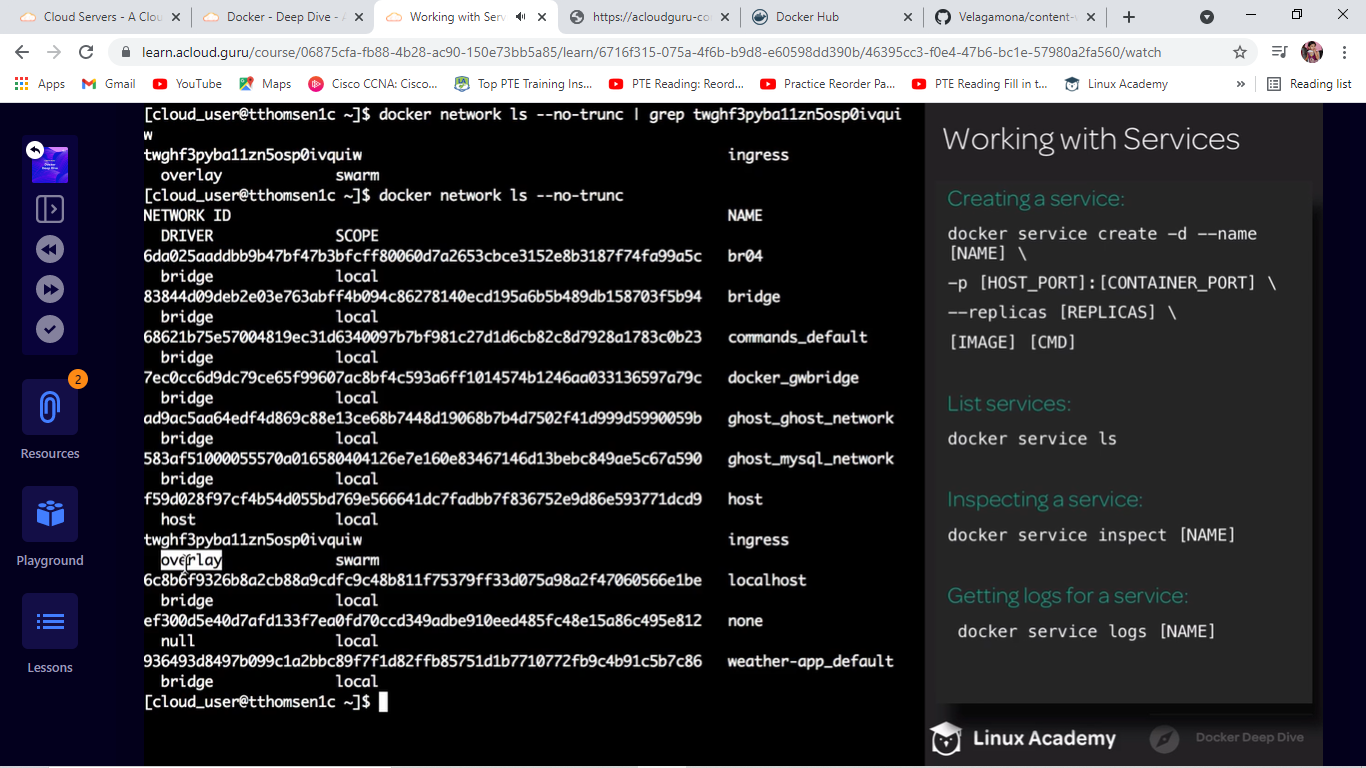 Cloud Servers - A Clou
Docker - Deep Dive - A
Working with Serv
https://acloudguru-co
Docker Hub
Velagamona/content-
learn.acloud.guru/course/06875cfa-fb88-4b28-ac90-150e73bb5a85/learn/6716f315-075a-4f6b-b9d8-e60598dd390b/46395cc3-f0e4-47b6-bc1e-57980a2fa560/watch
Apps
Gmail
YouTube
Maps
Cisco CCNA: Cisco...
Top PTE Training Ins...
PTE Reading: Reord...
Practice Reorder Pa...
PTE Reading Fill in t...
Linux Academy
»
Reading list
2
Resources
Playground
Lessons
[cloud_user@tthomsen1c ~]$ docker network ls --no-trunc | grep twghf3pyba11zn5osp0ivqui
w
twghf3pyba11zn5osp0ivquiw ingress
overlay swarm
[cloud_user@tthomsen1c ~]$ docker network ls --no-trunc
NETWORK ID NAME
DRIVER SCOPE
6da025aaddbb9b47bf47b3bfcff80060d7a2653cbce3152e8b3187f74fa99a5c br04
bridge local
83844d09deb2e03e763abff4b094c86278140ecd195a6b5b489db158703f5b94 bridge
bridge local
68621b75e57004819ec31d6340097b7bf981c27d1d6cb82c8d7928a1783c0b23 commands_default
bridge local
7ec0cc6d9dc79ce65f99607ac8bf4c593a6ff1014574b1246aa033136597a79c docker_gwbridge
bridge local
ad9ac5aa64edf4d869c88e13ce68b7448d19068b7b4d7502f41d999d5990059b ghost_ghost_network
bridge local
583af51000055570a016580404126e7e160e83467146d13bebc849ae5c67a590 ghost_mysql_network
bridge local
f59d028f97cf4b54d055bd769e566641dc7fadbb7f836752e9d86e593771dcd9 host
host local
twghf3pyba11zn5osp0ivquiw ingress
overlay swarm
6c8b6f9326b8a2cb88a9cdfc9c48b811f75379ff33d075a98a2f47060566e1be localhost
bridge local
ef300d5e40d7afd133f7ea0fd70ccd349adbe910eed485fc48e15a86c495e812 none
null local
936493d8497b099c1a2bbc89f7f1d82ffb85751d1b7710772fb9c4b91c5b7c86 weather-app_default
bridge local
[cloud_user@tthomsen1c ~]$
Working with Services
Creating a service:
docker service create -d --name
[NAME] \
-p [HOST_PORT]:[CONTAINER_PORT] \
--replicas [REPLICAS] \
[IMAGE] [CMD]
List services:
docker service ls
Inspecting a service:
docker service inspect [NAME]
Getting logs for a service:
docker service logs [NAME]
Linux Academy
Docker Deep Dive